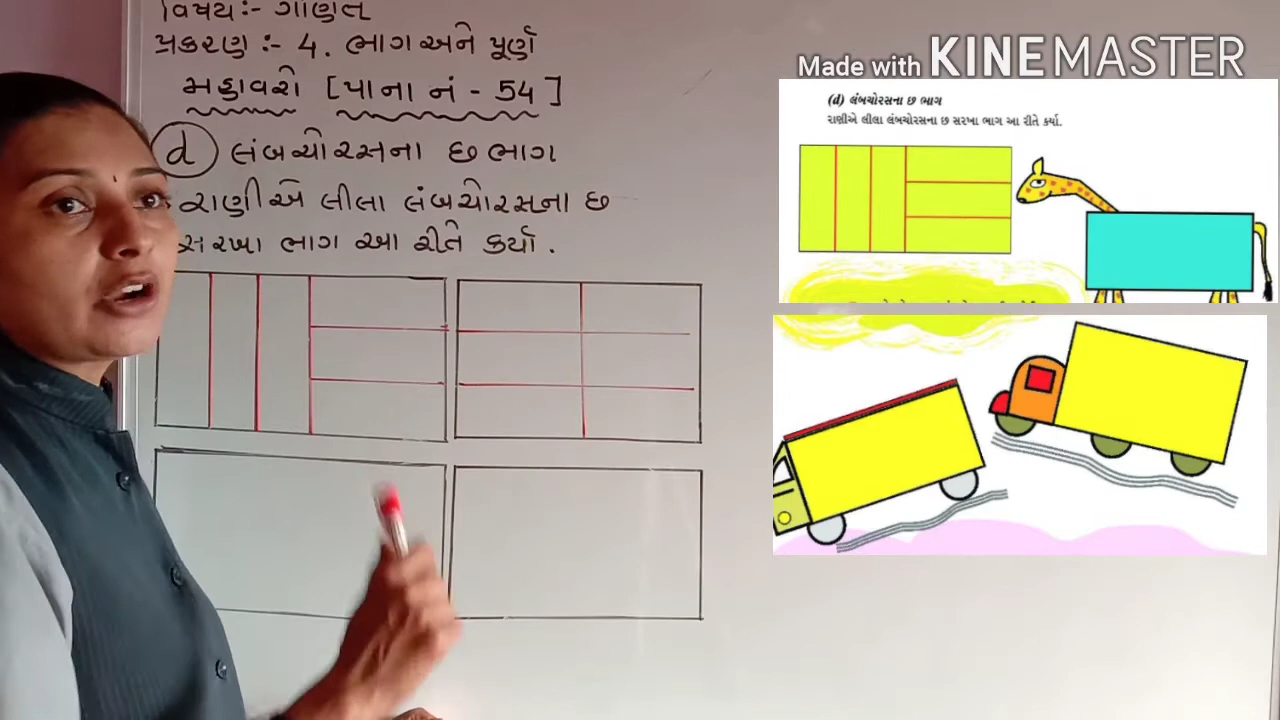 વિષય:- ગણિત
પ્રકરણ :- 4. ભાગ અને પૂર્ણ
મહાવરો [પાના નં - 54]
d લંબચોરસના છ ભાગ
રાણીએ લીલા લંબચોરસના છ
સરખા ભાગ આ રીતે કર્યા.
Made with KINEMASTER
(d) લંબચોરસના છ ભાગ
રાણીએ લીલા લંબચોરસના છ સરખા ભાગ આ રીતે કર્યા.